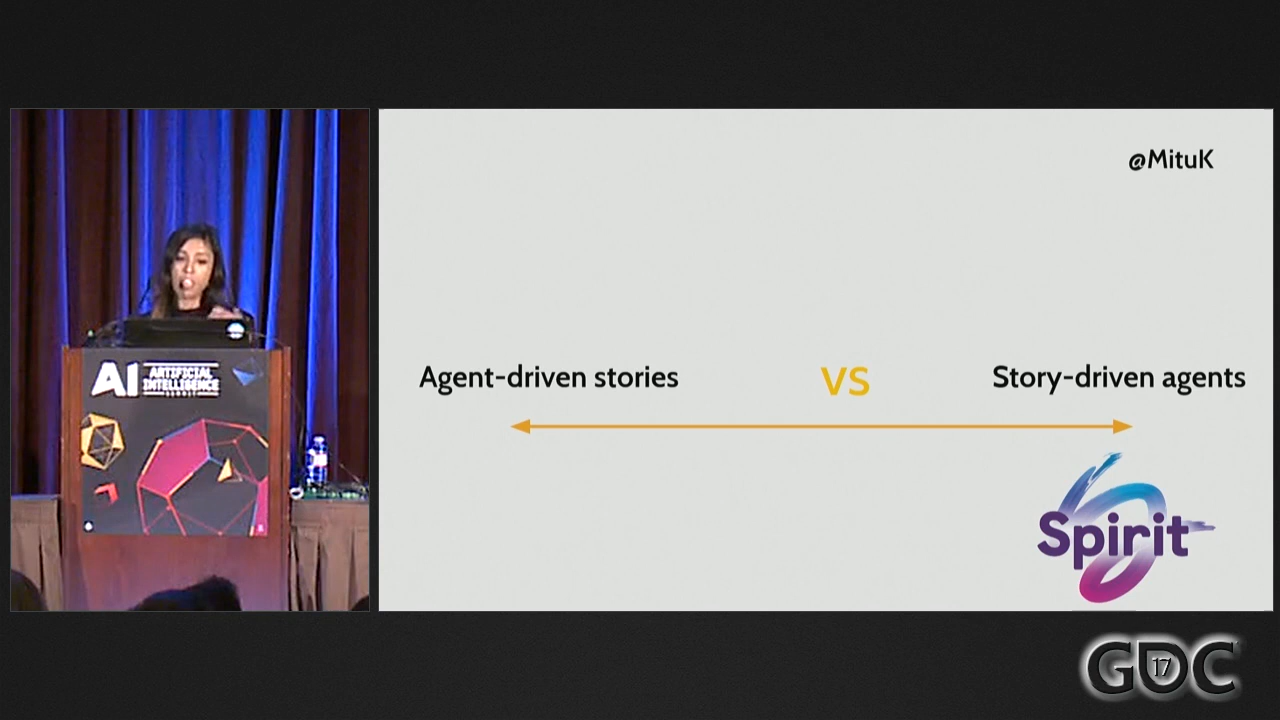 @MituK
Agent-driven stories
VS
Story-driven agents
Spirit
AI
ARTIFICIAL
INTELLIGENCE
GDC
17